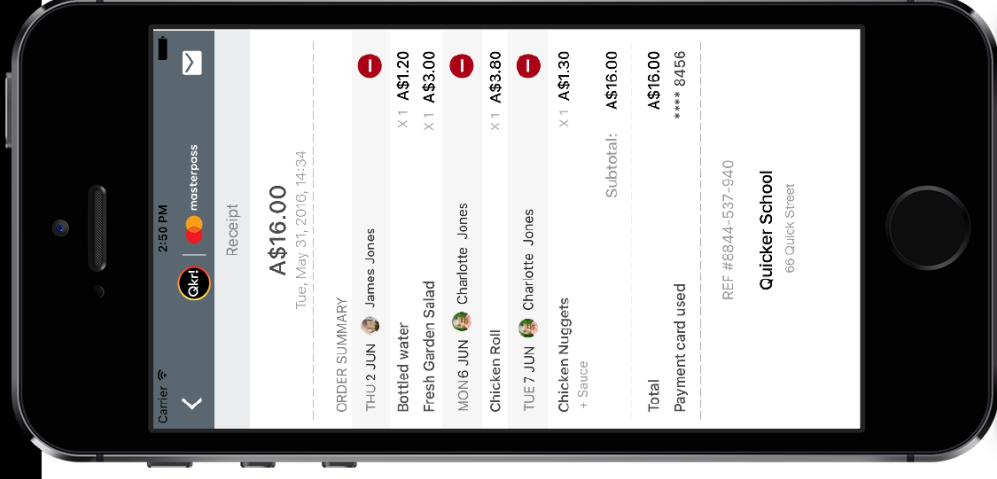 Carrier 2:50 PM
Qkr! masterpass
Receipt
A$16.00
Tue, May 31, 2016, 14:34
ORDER SUMMARY
THU 2 JUN James Jones
Bottled water X 1 A$1.20
Fresh Garden Salad X 1 A$3.00
MON 6 JUN Charlotte Jones
Chicken Roll X 1 A$3.80
TUE 7 JUN Charlotte Jones
Chicken Nuggets X 1 A$1.30
+ Sauce
Subtotal: A$16.00
Total A$16.00
Payment card used **** 8456
REF #8844-537-940
Quicker School
66 Quick Street